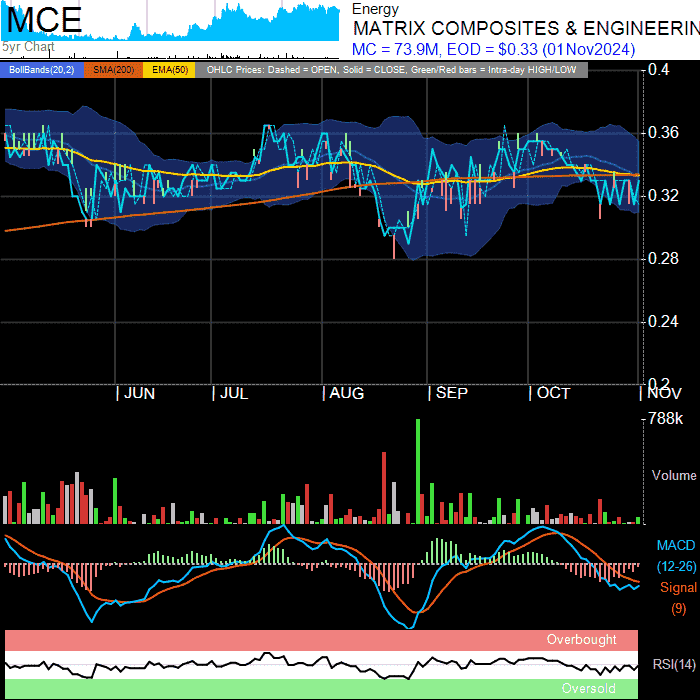 MCE
5yr Chart
Energy
MATRIX COMPOSITES & ENGINEERIN
MC = 73.9M, EOD = $0.33 (01Nov2024)
BollBands(20,2) SMA(200) EMA(50) OHLC Prices: Dashed = OPEN, Solid = CLOSE, Green/Red bars = Intra-day HIGH/LOW
0.4
0.36
0.32
0.28
0.24
0.2
JUN JUL AUG SEP OCT NOV
788k
Volume
MACD
(12-26)
Signal
(9)
Overbought
RSI(14)
Oversold